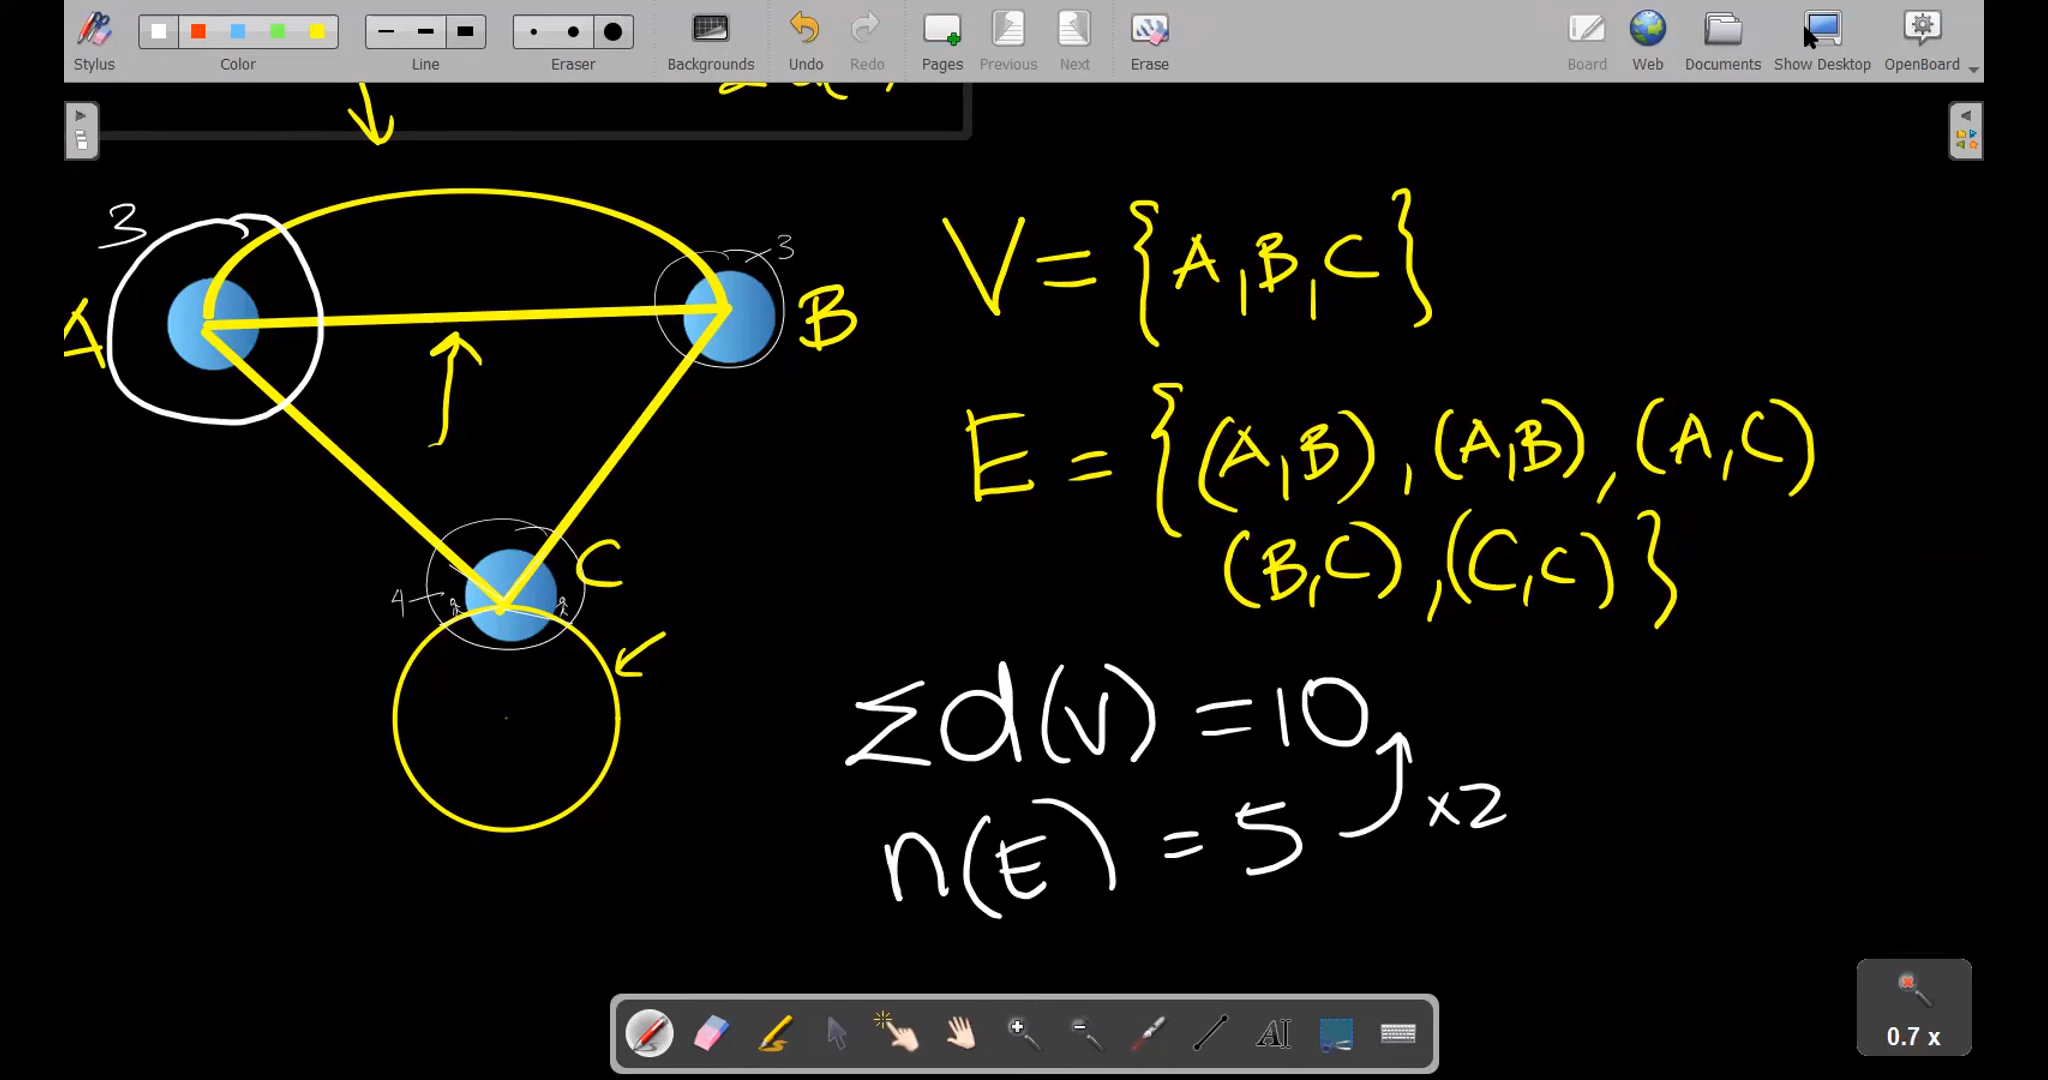 Stylus Color Line Eraser Backgrounds Undo Redo Pages Previous Next Erase Board Web Documents Show Desktop OpenBoard
3
3
A
B
V = {A, B, C}
E = {(A, B), (A, B), (A, C)
(B, C), (C, C)}
C
4
Σd(v) = 10
x2
n(E) = 5
AI
0.7 x